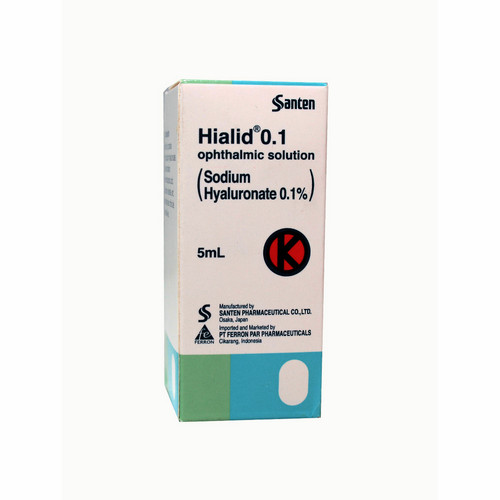 Santen
Hialid®0.1
ophthalmic solution
(Sodium
Hyaluronate 0.1%)
5mL
K
Manufactured by
SANTEN PHARMACEUTICAL CO.,LTD.
Osaka, Japan
Imported and Marketed by
PT FERRON PAR PHARMACEUTICALS
Cikarang, Indonesia
FERRON